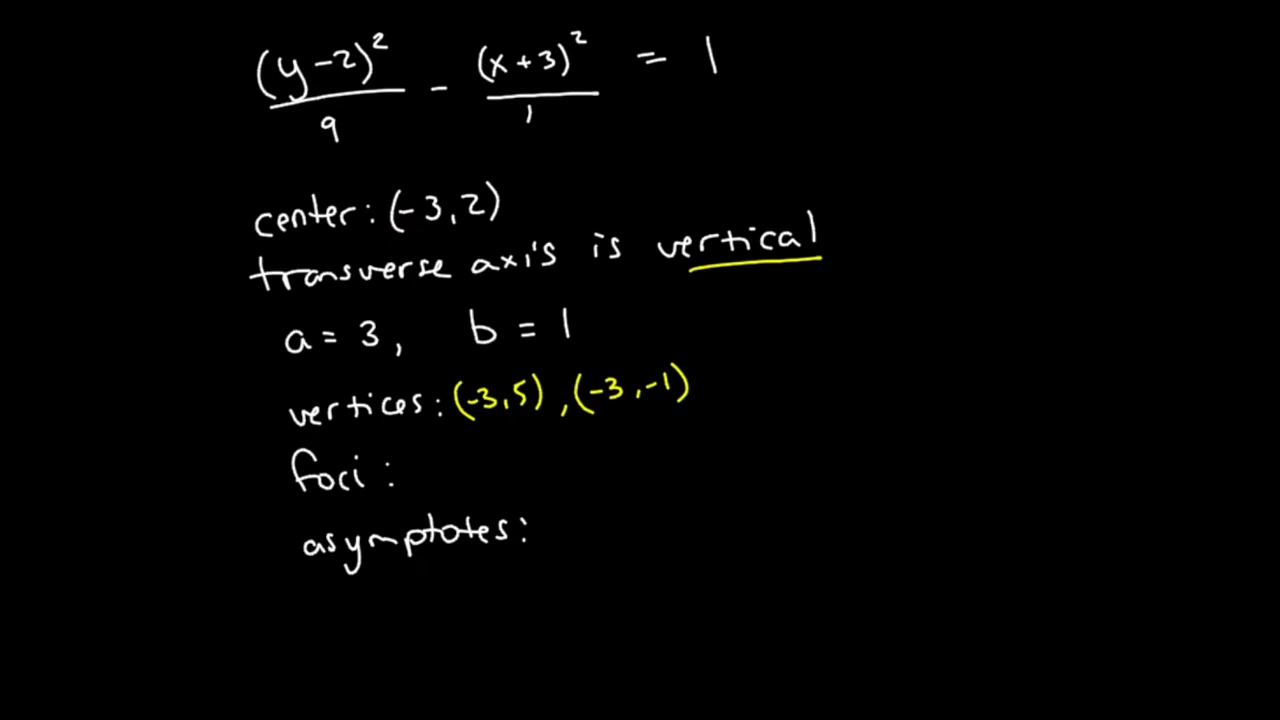 (y-2)²/9 - (x+3)²/1 = 1
center: (-3,2)
transverse axis is vertical
a = 3, b = 1
vertices: (-3,5), (-3,-1)
foci:
asymptotes: